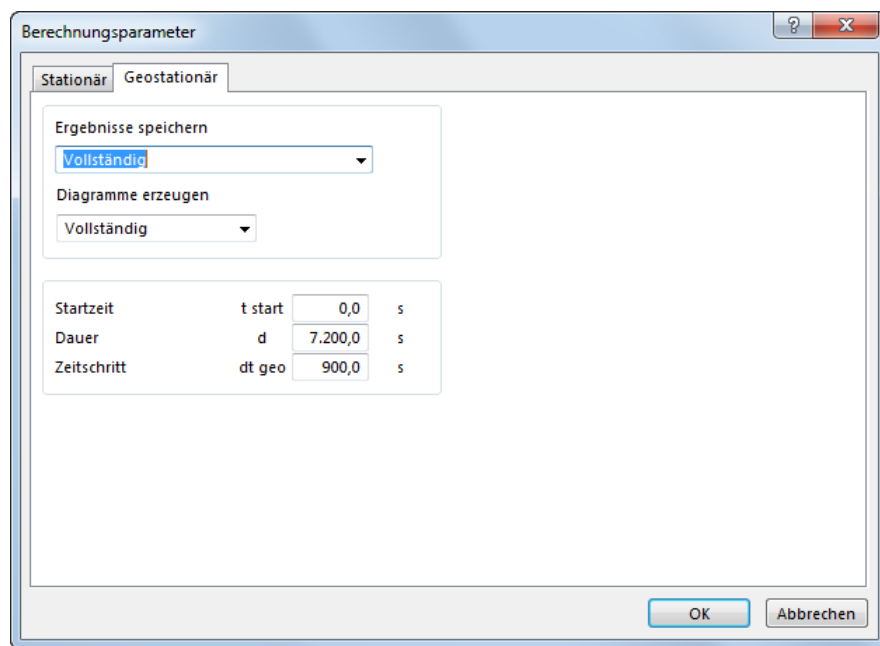 Berechnungsparameter
Stationär Geostationär
Ergebnisse speichern
Vollständig
Diagramme erzeugen
Vollständig
Startzeit t start 0,0 s
Dauer d 7.200,0 s
Zeitschritt dt geo 900,0 s
OK Abbrechen